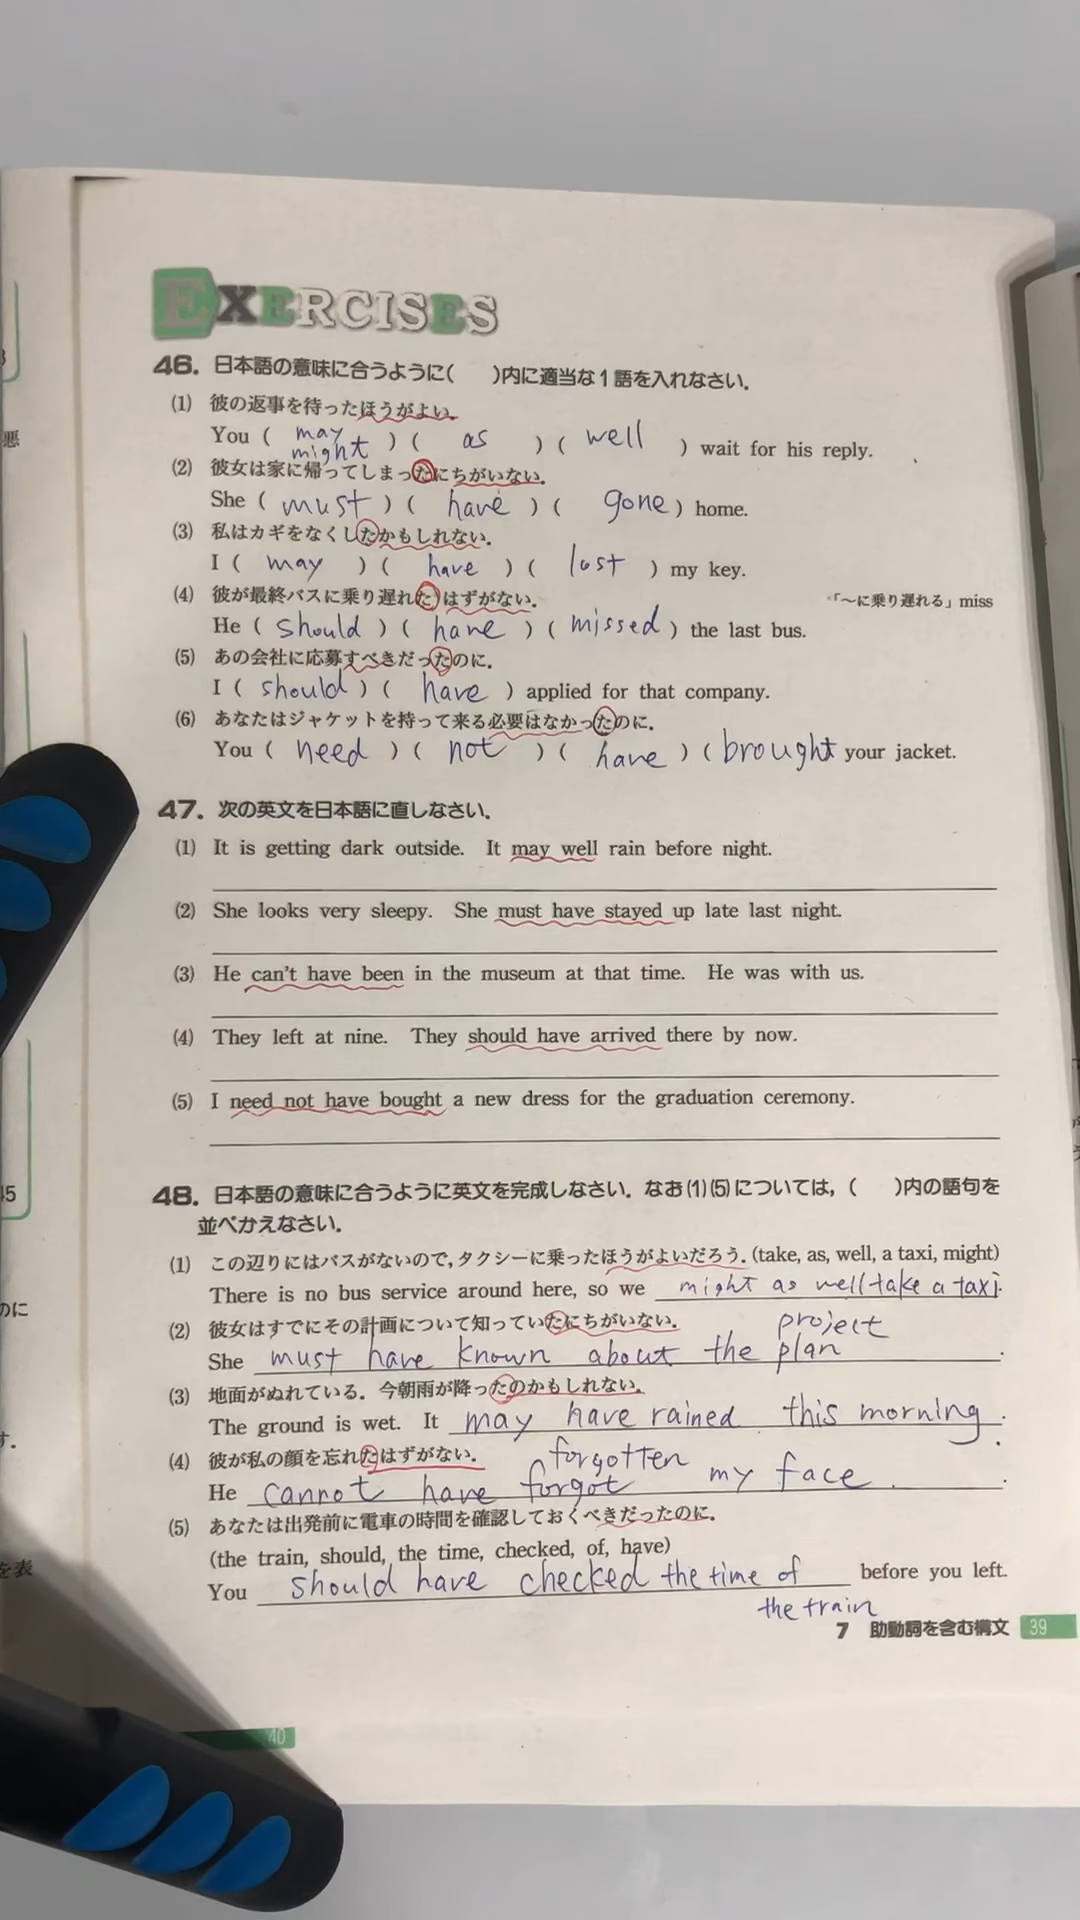 EXERCISES
46. 日本語の意味に合うように(　　)内に適当な1語を入れなさい.
(1) 彼の返事を待ったほうがよい.
may
You ( might ) ( as ) ( well ) wait for his reply.
(2) 彼女は家に帰ってしまったにちがいない.
She ( must ) ( have ) ( gone ) home.
(3) 私はカギをなくしたかもしれない.
I ( may ) ( have ) ( lost ) my key.
(4) 彼が最終バスに乗り遅れたはずがない. 「～に乗り遅れる」miss
He ( should ) ( have ) ( missed ) the last bus.
(5) あの会社に応募すべきだったのに.
I ( should ) ( have ) applied for that company.
(6) あなたはジャケットを持って来る必要はなかったのに.
You ( need ) ( not ) ( have ) ( brought your jacket.
47. 次の英文を日本語に直しなさい.
(1) It is getting dark outside. It may well rain before night.
(2) She looks very sleepy. She must have stayed up late last night.
(3) He can't have been in the museum at that time. He was with us.
(4) They left at nine. They should have arrived there by now.
(5) I need not have bought a new dress for the graduation ceremony.
48. 日本語の意味に合うように英文を完成しなさい. なお(1)(5)については, (　　)内の語句を
並べかえなさい.
(1) この辺りにはバスがないので, タクシーに乗ったほうがよいだろう. (take, as, well, a taxi, might)
There is no bus service around here, so we might as well take a taxi.
(2) 彼女はすでにその計画について知っていたにちがいない. project
She must have known about the plan .
(3) 地面がぬれている. 今朝雨が降ったのかもしれない.
The ground is wet. It may have rained this morning.
(4) 彼が私の顔を忘れたはずがない. forgotten
He cannot have forgot my face .
(5) あなたは出発前に電車の時間を確認しておくべきだったのに.
(the train, should, the time, checked, of, have)
You should have checked the time of before you left.
the train
7 助動詞を含む構文 39
40
悪
45
のに
す.
を表